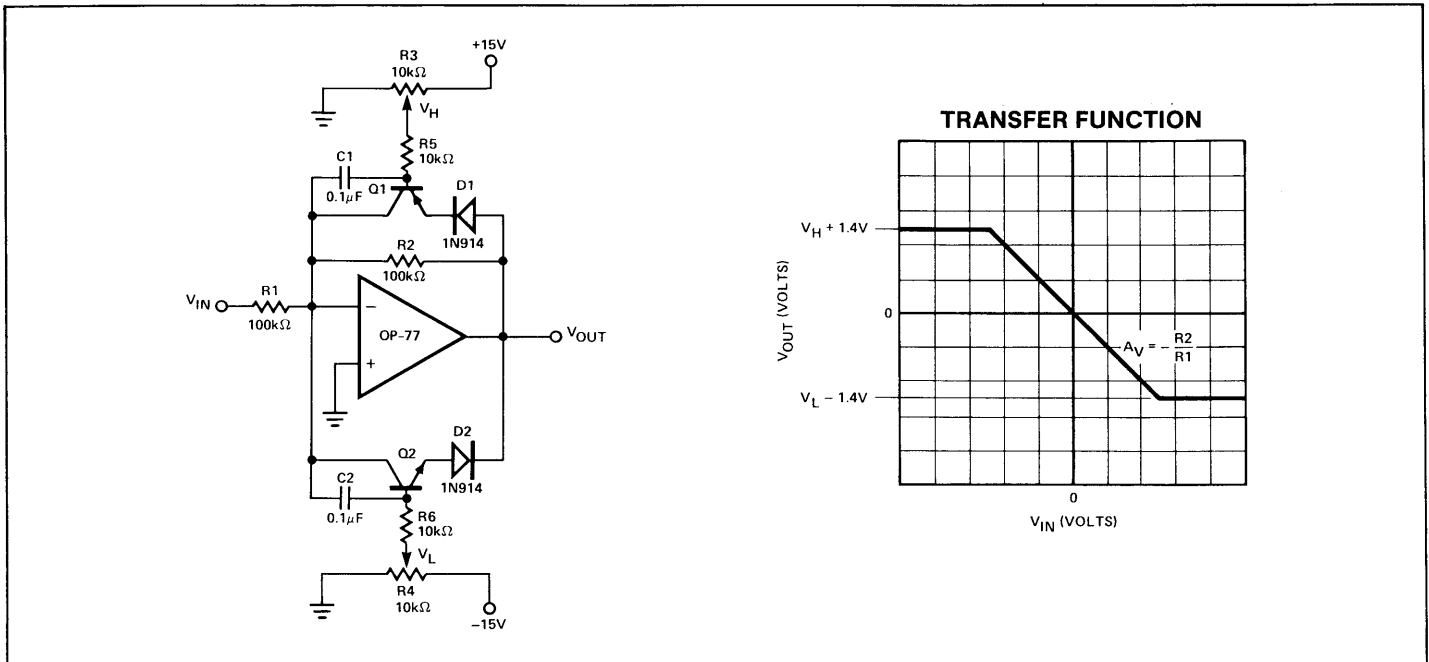 +15V
R3
10kΩ
V_H
R5
10kΩ
C1
0.1μF
Q1
D1
1N914
R2
100kΩ
V_IN
R1
100kΩ
−
OP-77
+
V_OUT
D2
1N914
Q2
C2
0.1μF
R6
10kΩ
V_L
R4
10kΩ
−15V
TRANSFER FUNCTION
V_H + 1.4V
0
V_L − 1.4V
V_OUT (VOLTS)
A_V = − R2
R1
0
V_IN (VOLTS)